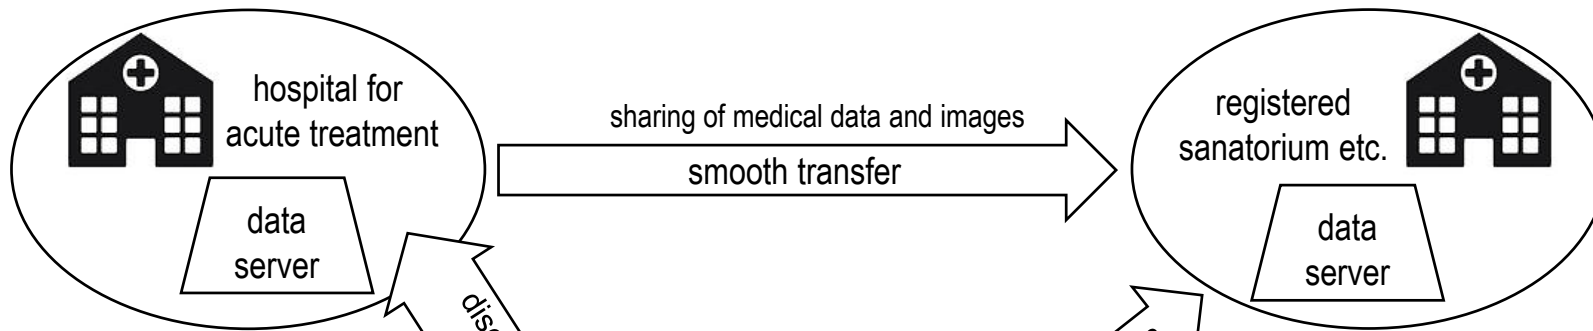 hospital for
acute treatment
data
server
sharing of medical data and images
smooth transfer
registered
sanatorium etc.
data
server